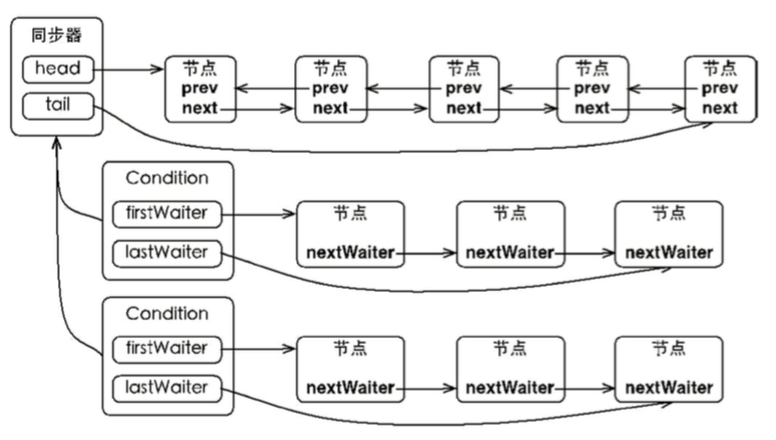 同步器
head
tail
节点
prev
next
节点
prev
next
节点
prev
next
节点
prev
next
节点
prev
next
Condition
firstWaiter
lastWaiter
节点
nextWaiter
节点
nextWaiter
节点
nextWaiter
Condition
firstWaiter
lastWaiter
节点
nextWaiter
节点
nextWaiter
节点
nextWaiter